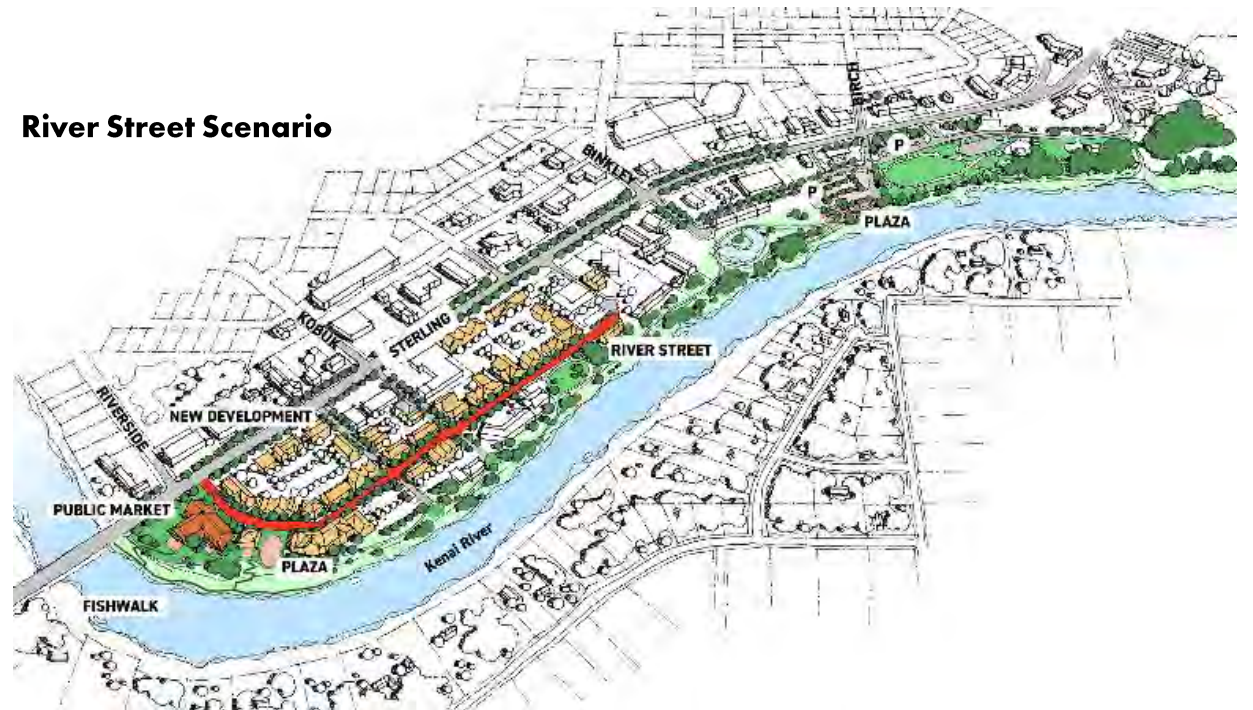 River Street Scenario
BIRCH
P
BINKLEY
P
PLAZA
KOBUK
STERLING
RIVER STREET
RIVERSIDE
NEW DEVELOPMENT
PUBLIC MARKET
Kenai River
PLAZA
FISHWALK